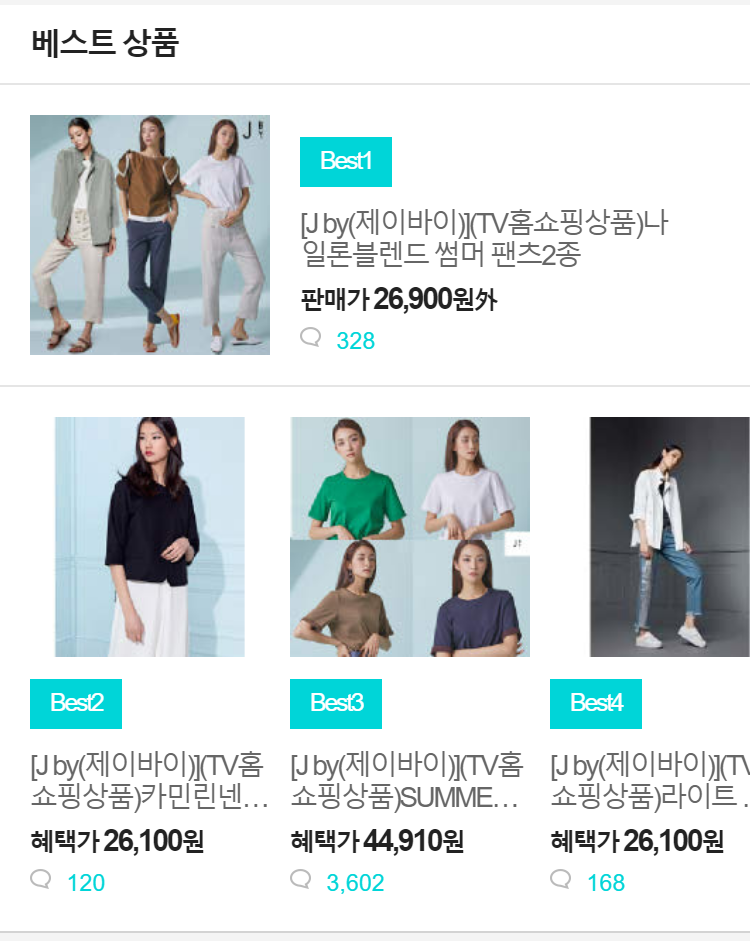 베스트 상품
J BY
Best1
[J by(제이바이)](TV홈쇼핑상품)나
일론블렌드 썸머 팬츠2종
판매가 26,900원外
328
Best2
[J by(제이바이)](TV홈
쇼핑상품)카민린넨...
혜택가 26,100원
120
Best3
[J by(제이바이)](TV홈
쇼핑상품)SUMME...
혜택가 44,910원
3,602
Best4
[J by(제이바이)](TV
쇼핑상품)라이트 .
혜택가 26,100원
168